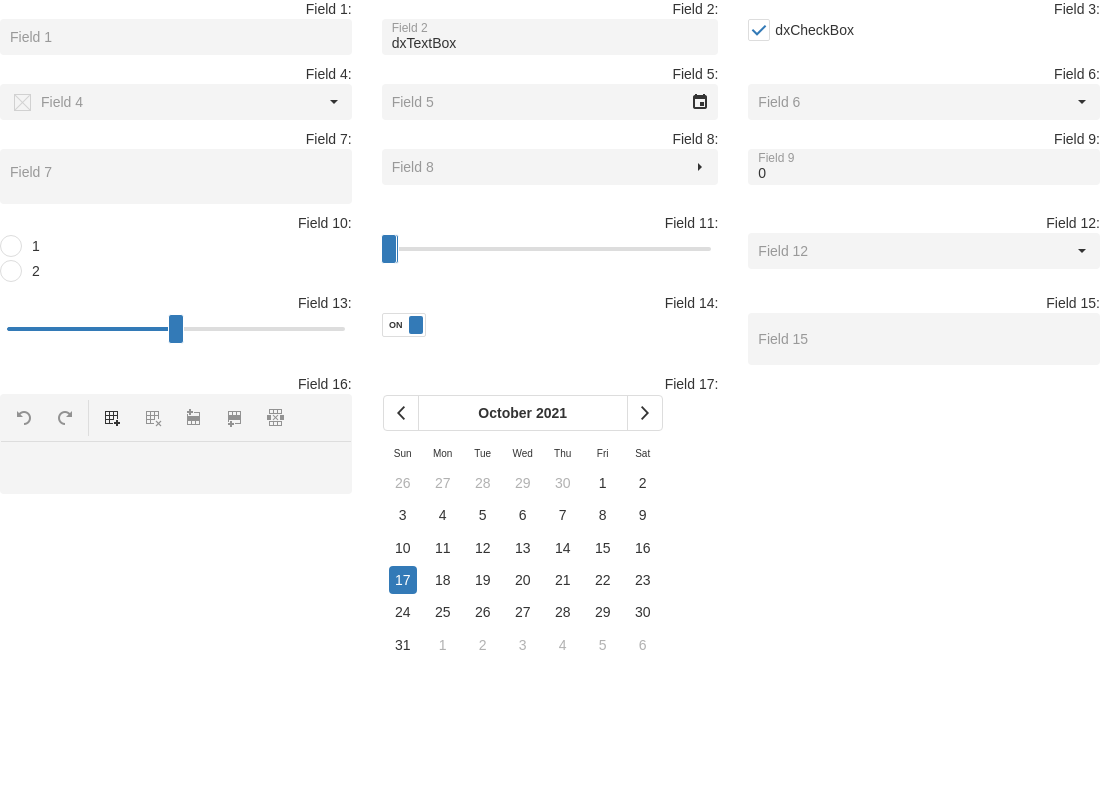 Field 1:
Field 2:
Field 3:
Field 1
Field 2
dxTextBox
dxCheckBox
Field 4:
Field 5:
Field 6:
Field 4
Field 5
Field 6
Field 7:
Field 8:
Field 9:
Field 7
Field 8
Field 9
0
Field 10:
Field 11:
Field 12:
1
2
Field 12
Field 13:
Field 14:
Field 15:
ON
Field 15
Field 16:
Field 17:
October 2021
Sun Mon Tue Wed Thu Fri Sat
26 27 28 29 30 1 2
3 4 5 6 7 8 9
10 11 12 13 14 15 16
17 18 19 20 21 22 23
24 25 26 27 28 29 30
31 1 2 3 4 5 6